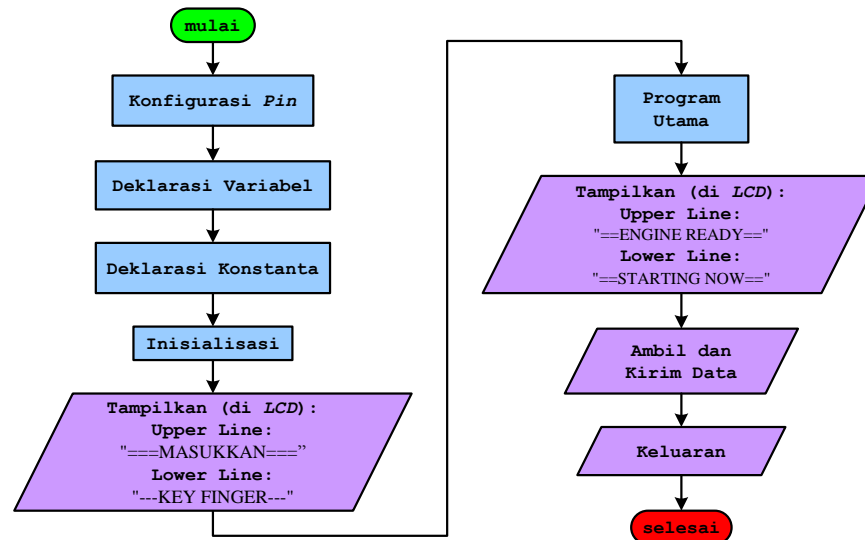 mulai
Konfigurasi Pin
Deklarasi Variabel
Deklarasi Konstanta
Inisialisasi
Tampilkan (di LCD):
Upper Line:
"===MASUKKAN===”
Lower Line:
"---KEY FINGER---"
Program
Utama
Tampilkan (di LCD):
Upper Line:
"==ENGINE READY=="
Lower Line:
"==STARTING NOW=="
Ambil dan
Kirim Data
Keluaran
selesai